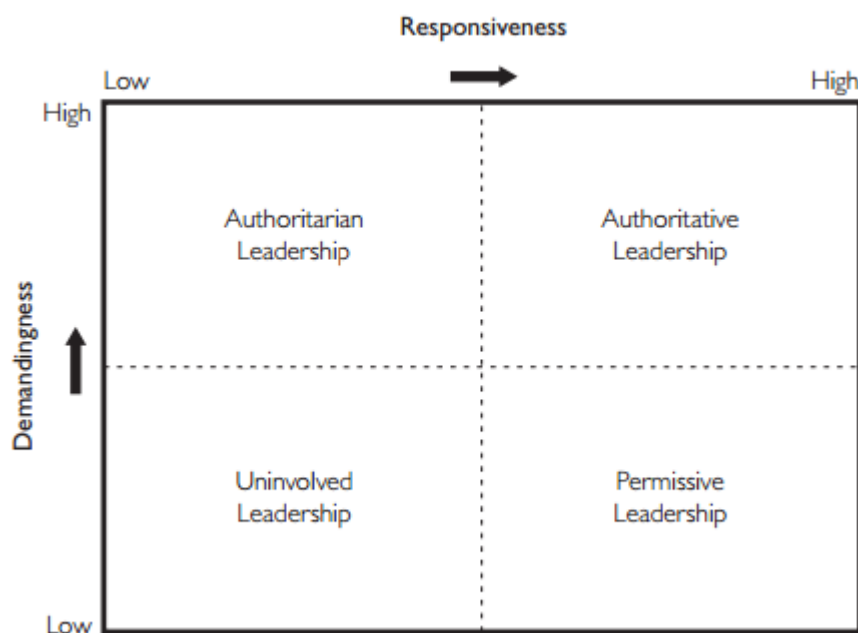 Responsiveness
Low
High
High
Authoritarian
Leadership
Authoritative
Leadership
Demandingness
Uninvolved
Leadership
Permissive
Leadership
Low